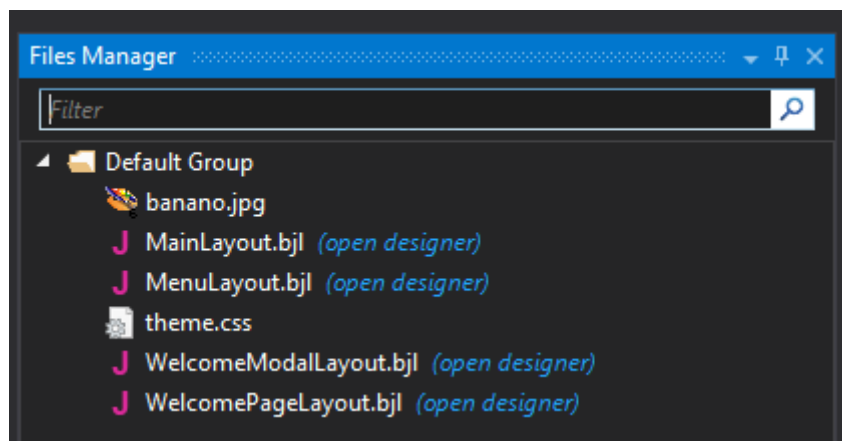 Files Manager
Filter
Default Group
banano.jpg
MainLayout.bjl (open designer)
MenuLayout.bjl (open designer)
theme.css
WelcomeModalLayout.bjl (open designer)
WelcomePageLayout.bjl (open designer)